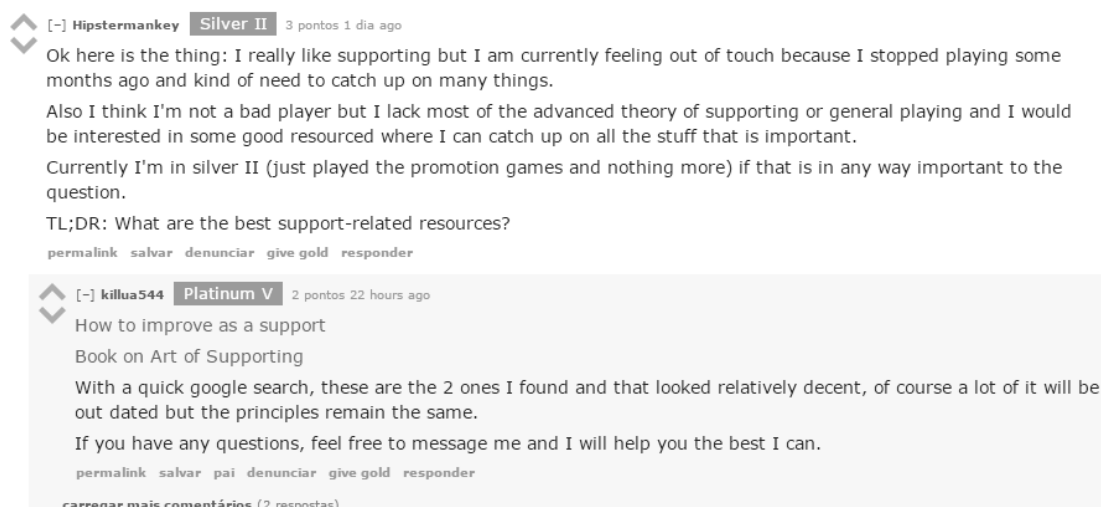 [-] Hipstermankey Silver II 3 pontos 1 dia ago
Ok here is the thing: I really like supporting but I am currently feeling out of touch because I stopped playing some
months ago and kind of need to catch up on many things.
Also I think I'm not a bad player but I lack most of the advanced theory of supporting or general playing and I would
be interested in some good resourced where I can catch up on all the stuff that is important.
Currently I'm in silver II (just played the promotion games and nothing more) if that is in any way important to the
question.
TL;DR: What are the best support-related resources?
permalink salvar denunciar give gold responder
[-] killua544 Platinum V 2 pontos 22 hours ago
How to improve as a support
Book on Art of Supporting
With a quick google search, these are the 2 ones I found and that looked relatively decent, of course a lot of it will be
out dated but the principles remain the same.
If you have any questions, feel free to message me and I will help you the best I can.
permalink salvar pai denunciar give gold responder
carregar mais comentários (2 respostas)